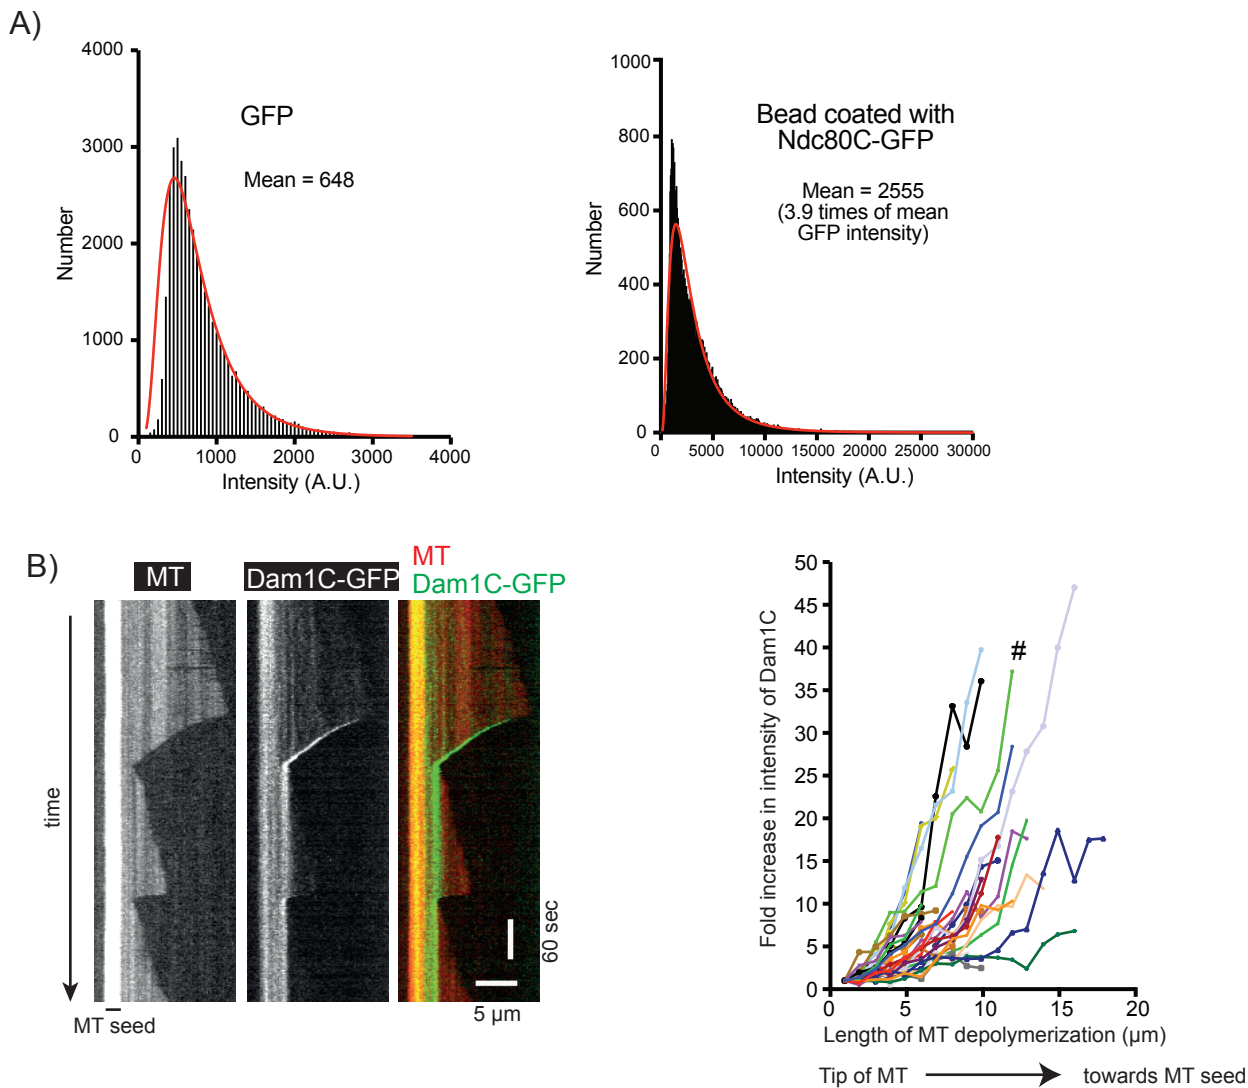 A)
4000
3000
2000
1000
0
Number
GFP
Mean = 648
0
1000
2000
3000
4000
Intensity (A.U.)
1000
800
600
400
200
0
Number
Bead coated with
Ndc80C-GFP
Mean = 2555
(3.9 times of mean
GFP intensity)
0
5000
10000
15000
20000
25000
30000
Intensity (A.U.)
B)
MT
Dam1C-GFP
MT
Dam1C-GFP
time
60 sec
5 µm
MT seed
50
45
40
35
30
25
20
15
10
5
0
Fold increase in intensity of Dam1C
#
0
5
10
15
20
Length of MT depolymerization (µm)
Tip of MT
towards MT seed